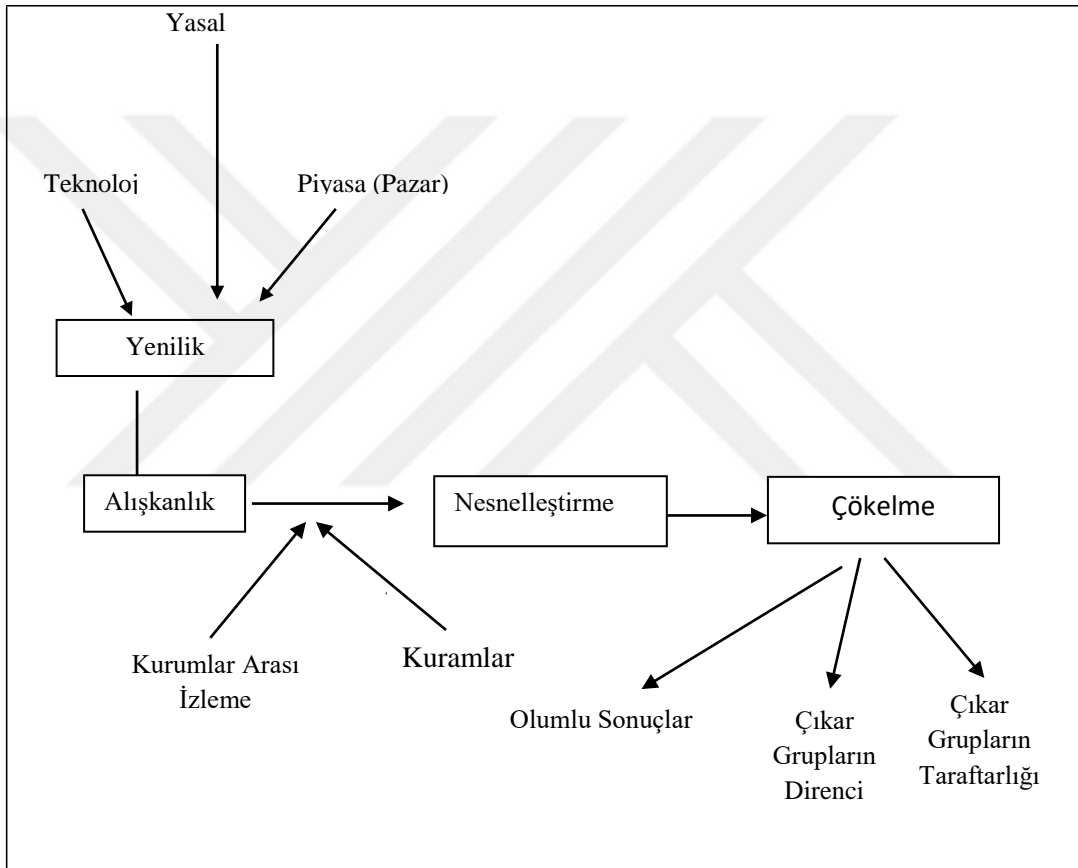 Yasal
Teknoloj
Piyasa (Pazar)
Yenilik
Alışkanlık
Nesnelleştirme
Çökelme
Kurumlar Arası
İzleme
Kuramlar
Olumlu Sonuçlar
Çıkar
Grupların
Direnci
Çıkar
Grupların
Taraftarlığı